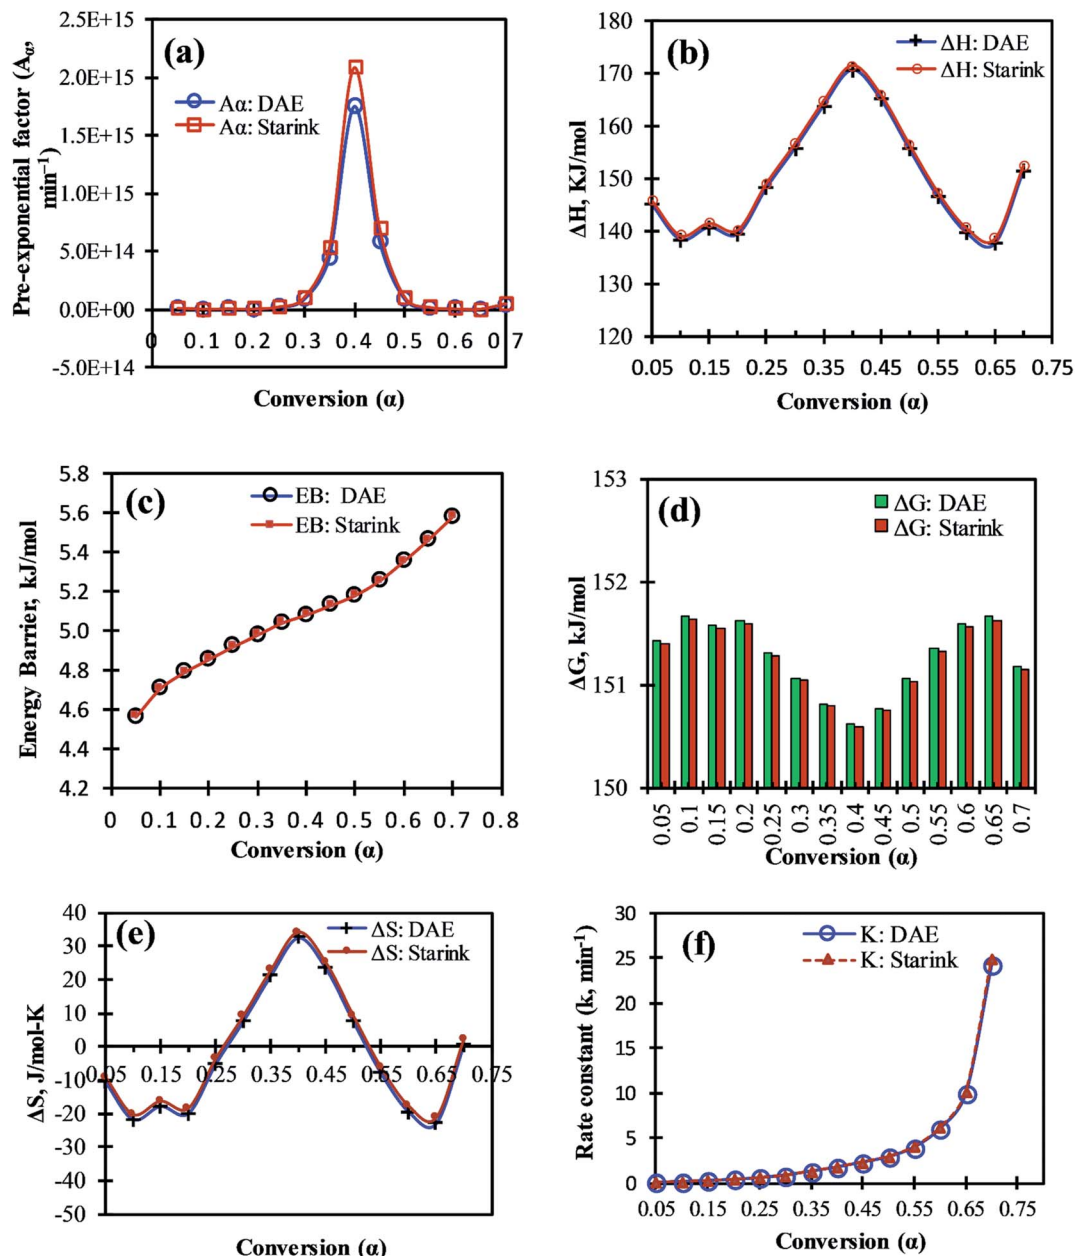 (a)
Pre-exponential factor (Aα,
min⁻¹)
2.5E+15
2.0E+15
1.5E+15
1.0E+15
5.0E+14
0.0E+00
-5.0E+14
Aα: DAE
Aα: Starink
0 0.1 0.2 0.3 0.4 0.5 0.6 0.7
Conversion (α)
(b)
ΔH, KJ/mol
180
170
160
150
140
130
120
ΔH: DAE
ΔH: Starink
0.05 0.15 0.25 0.35 0.45 0.55 0.65 0.75
Conversion (α)
(c)
Energy Barrier, kJ/mol
5.8
5.6
5.4
5.2
5.0
4.8
4.6
4.4
4.2
EB: DAE
EB: Starink
0 0.1 0.2 0.3 0.4 0.5 0.6 0.7 0.8
Conversion (α)
(d)
ΔG, kJ/mol
153
152
151
150
ΔG: DAE
ΔG: Starink
0.05 0.1 0.15 0.2 0.25 0.3 0.35 0.4 0.45 0.5 0.55 0.6 0.65 0.7
Conversion (α)
(e)
ΔS, J/mol-K
40
30
20
10
0
-10
-20
-30
-40
-50
ΔS: DAE
ΔS: Starink
0.05 0.15 0.25 0.35 0.45 0.55 0.65 0.75
Conversion (α)
(f)
Rate constant (k, min⁻¹)
30
25
20
15
10
5
0
K: DAE
K: Starink
0.05 0.15 0.25 0.35 0.45 0.55 0.65 0.75
Conversion (α)